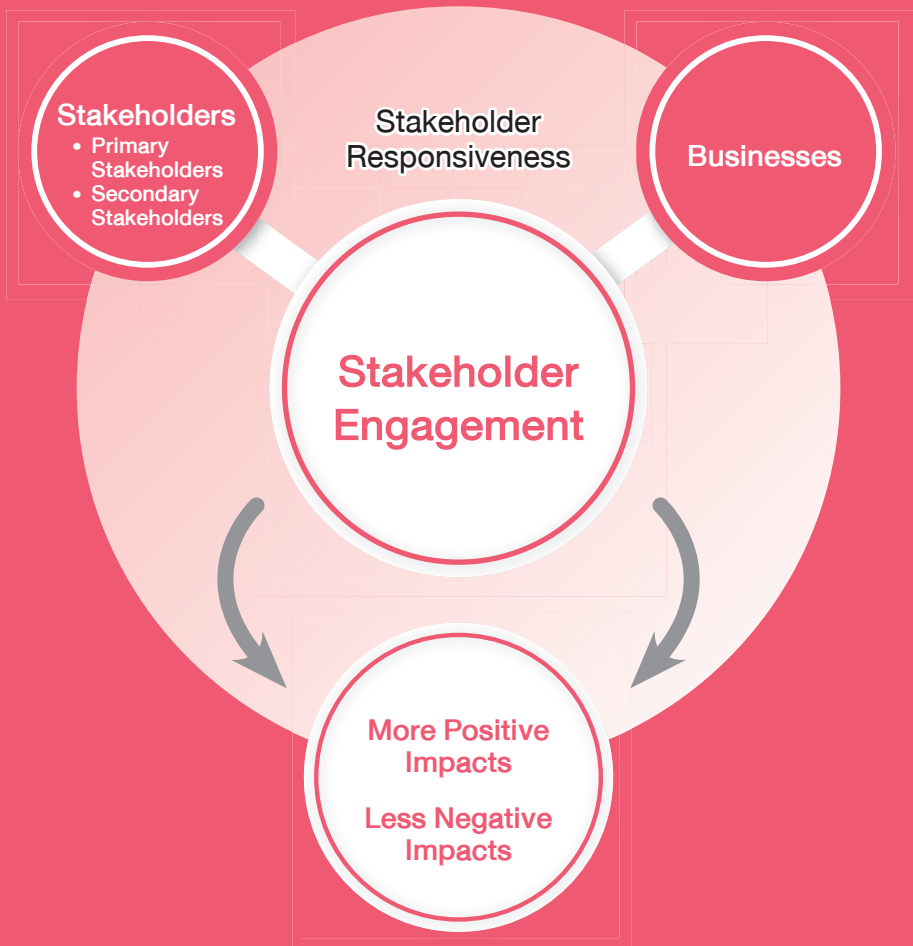 Stakeholders
• Primary
Stakeholders
• Secondary
Stakeholders
Stakeholder
Responsiveness
Businesses
Stakeholder
Engagement
More Positive
Impacts
Less Negative
Impacts